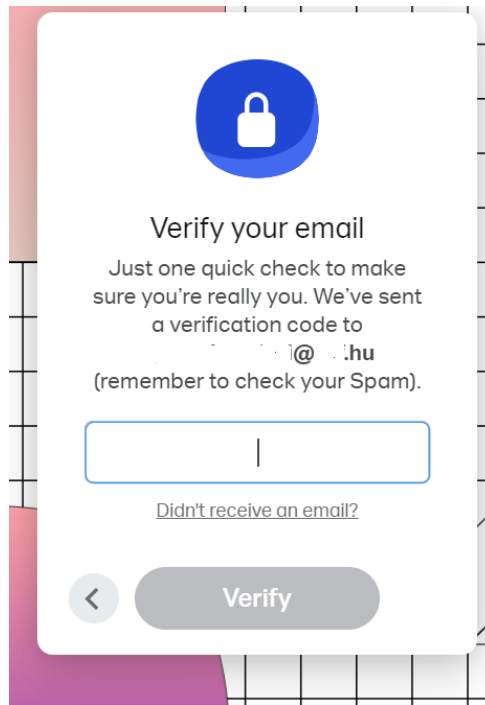 Verify your email
Just one quick check to make
sure you're really you. We've sent
a verification code to
@ .hu
(remember to check your Spam).
Didn't receive an email?
Verify